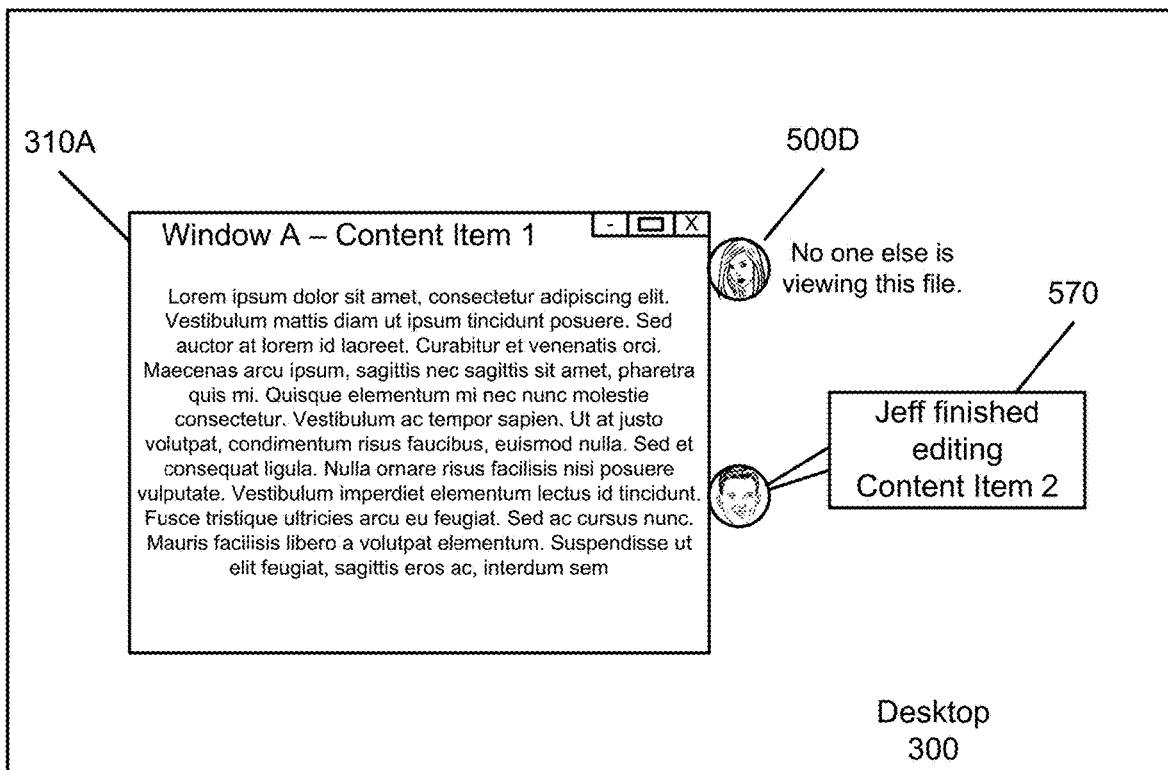 310A
500D
Window A – Content Item 1
- X
No one else is
viewing this file.
570
Lorem ipsum dolor sit amet, consectetur adipiscing elit.
Vestibulum mattis diam ut ipsum tincidunt posuere. Sed
auctor at lorem id laoreet. Curabitur et venenatis orci.
Maecenas arcu ipsum, sagittis nec sagittis sit amet, pharetra
quis mi. Quisque elementum mi nec nunc molestie
consectetur. Vestibulum ac tempor sapien. Ut at justo
volutpat, condimentum risus faucibus, euismod nulla. Sed et
consequat ligula. Nulla ornare risus facilisis nisi posuere
vulputate. Vestibulum imperdiet elementum lectus id tincidunt.
Fusce tristique ultricies arcu eu feugiat. Sed ac cursus nunc.
Mauris facilisis libero a volutpat elementum. Suspendisse ut
elit feugiat, sagittis eros ac, interdum sem
Jeff finished
editing
Content Item 2
Desktop
300